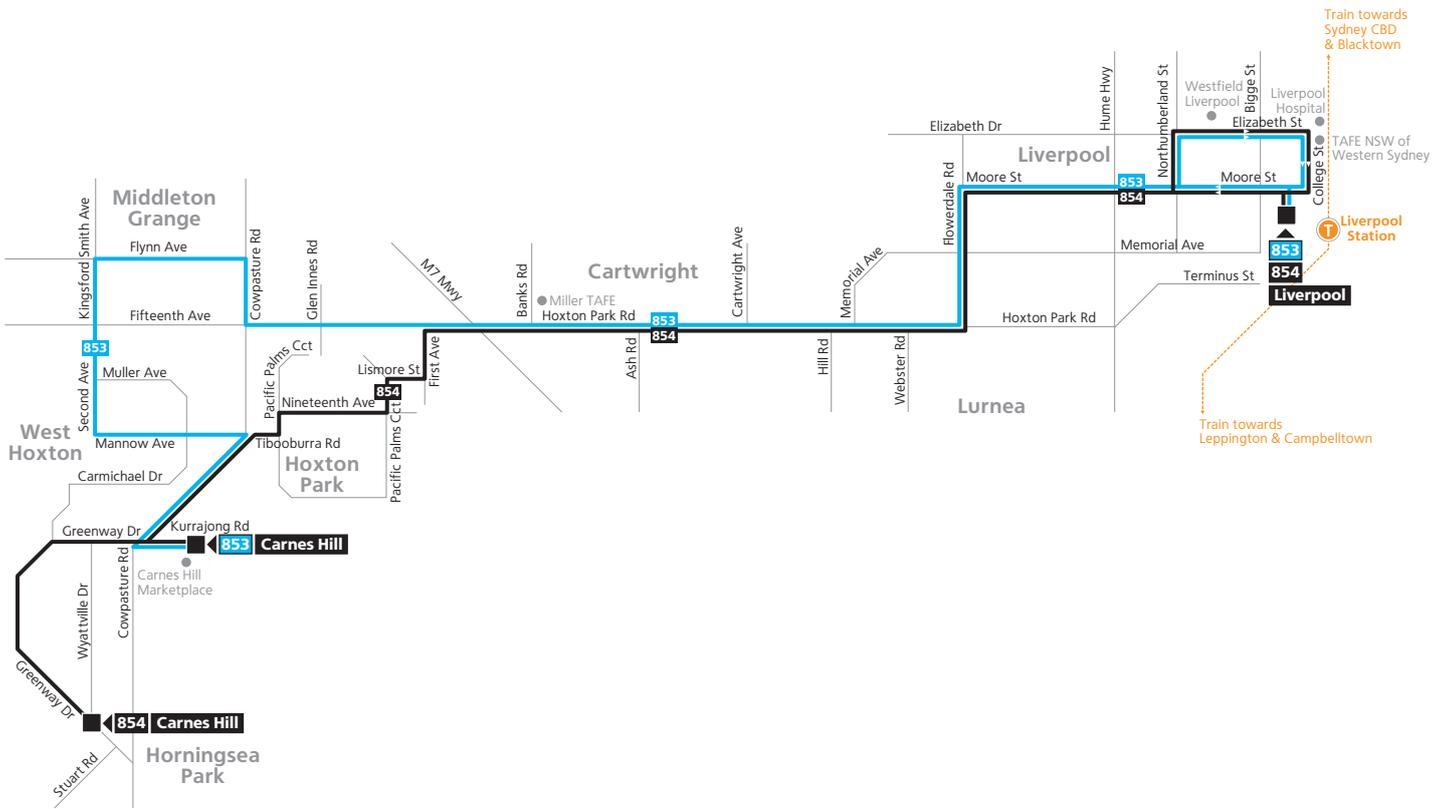 Train towards
Sydney CBD
& Blacktown
Hume Hwy
Northumberland St
Westfield
Liverpool
Bigge St
Liverpool
Hospital
Elizabeth Dr
Elizabeth St
TAFE NSW of
Western Sydney
Liverpool
College St
Moore St
853
854
Moore St
Flowerdale Rd
Middleton
Grange
Kingsford Smith Ave
Flynn Ave
Cowpasture Rd
Glen Innes Rd
M7 Mwy
Banks Rd
Cartwright
Cartwright Ave
Memorial Ave
Memorial Ave
T
Liverpool
Station
853
854
Liverpool
Terminus St
Miller TAFE
Hoxton Park Rd
Fifteenth Ave
853
854
Hoxton Park Rd
853
Pacific Palms Cct
Lismore St
First Ave
Ash Rd
Hill Rd
Webster Rd
Second Ave
Muller Ave
854
Nineteenth Ave
Lurnea
Train towards
Leppington & Campbelltown
West
Hoxton
Mannow Ave
Tibooburra Rd
Hoxton
Park
Pacific Palms Cct
Carmichael Dr
Greenway Dr
Kurrajong Rd
853
Carnes Hill
Carnes Hill
Marketplace
Wyattville Dr
Cowpasture Rd
Greenway Dr
854
Carnes Hill
Horningsea
Park
Stuart Rd